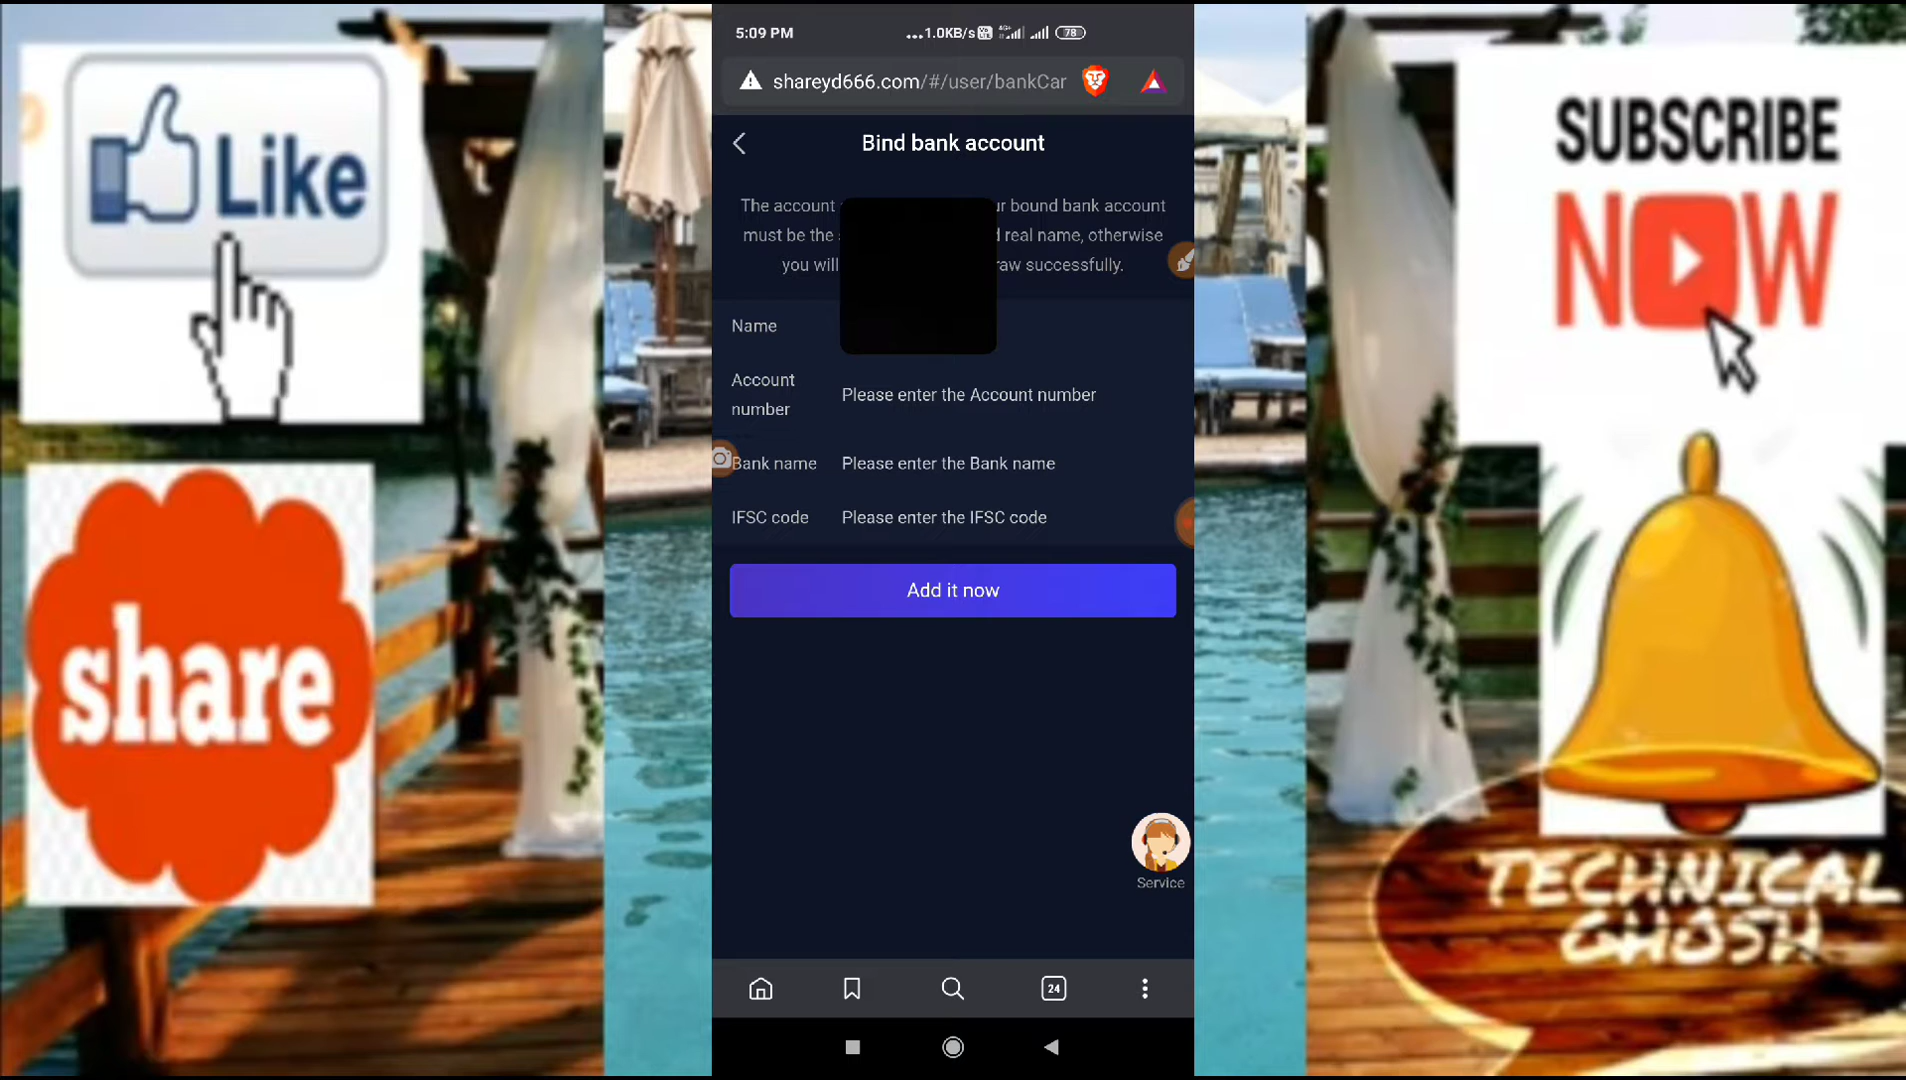 Like
share
5:09 PM
...1.0KB/s
78
shareyd666.com/#/user/bankCar
Bind bank account
The account ur bound bank account
must be the real name, otherwise
you will raw successfully.
Name
Account
number
Please enter the Account number
Bank name
Please enter the Bank name
IFSC code
Please enter the IFSC code
Add it now
Service
24
SUBSCRIBE
NOW
TECHNICAL
GHOSH